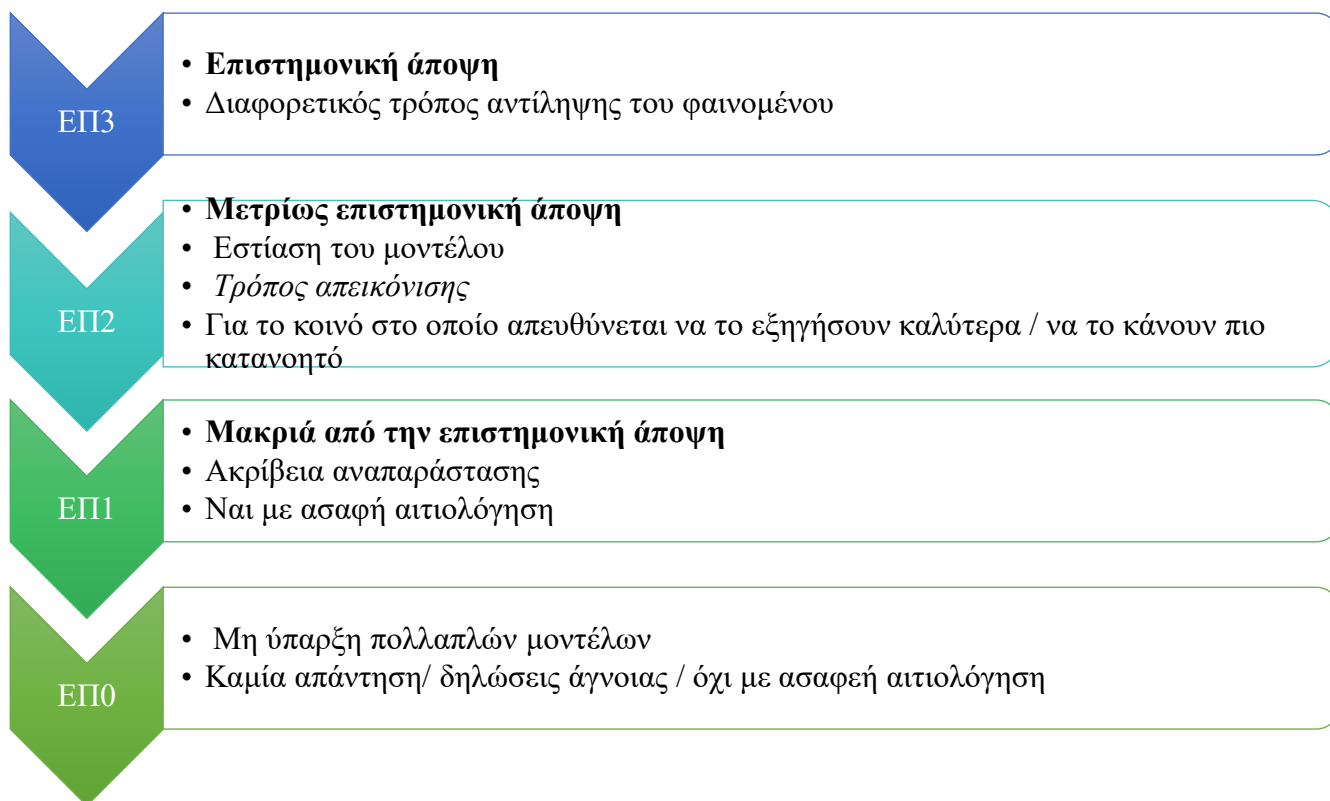 ΕΠ3
• Επιστημονική άποψη
• Διαφορετικός τρόπος αντίληψης του φαινομένου
ΕΠ2
• Μετρίως επιστημονική άποψη
• Εστίαση του μοντέλου
• Τρόπος απεικόνισης
• Για το κοινό στο οποίο απευθύνεται να το εξηγήσουν καλύτερα / να το κάνουν πιο
κατανοητό
ΕΠ1
• Μακριά από την επιστημονική άποψη
• Ακρίβεια αναπαράστασης
• Ναι με ασαφή αιτιολόγηση
ΕΠ0
• Μη ύπαρξη πολλαπλών μοντέλων
• Καμία απάντηση/ δηλώσεις άγνοιας / όχι με ασαφεή αιτιολόγηση